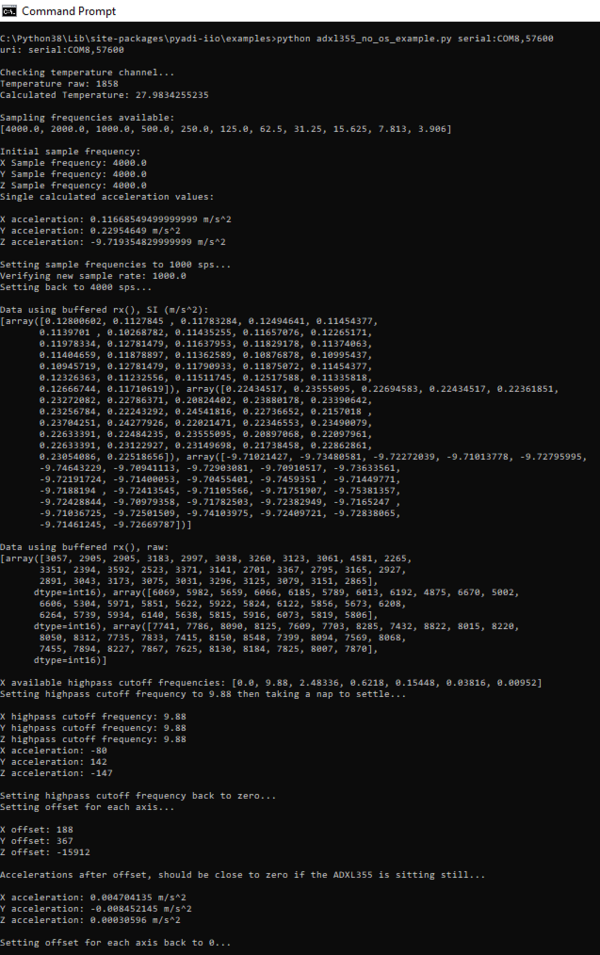 Command Prompt
C:\Python38\Lib\site-packages\pyadi-iio\examples>python adxl355_no_os_example.py serial:COM8,57600
uri: serial:COM8,57600
Checking temperature channel...
Temperature raw: 1858
Calculated Temperature: 27.9834255235
Sampling frequencies available:
[4000.0, 2000.0, 1000.0, 500.0, 250.0, 125.0, 62.5, 31.25, 15.625, 7.813, 3.906]
Initial sample frequency:
X Sample frequency: 4000.0
Y Sample frequency: 4000.0
Z Sample frequency: 4000.0
Single calculated acceleration values:
X acceleration: 0.11668549499999999 m/s^2
Y acceleration: 0.22954649 m/s^2
Z acceleration: -9.719354829999999 m/s^2
Setting sample frequencies to 1000 sps...
Verifying new sample rate: 1000.0
Setting back to 4000 sps...
Data using buffered rx(), SI (m/s^2):
[array([0.12800602, 0.1127845 , 0.11783284, 0.12494641, 0.11454377,
0.1139701 , 0.10268782, 0.11435255, 0.11657076, 0.12265171,
0.11978334, 0.12781479, 0.11637953, 0.11829178, 0.11374063,
0.11404659, 0.11878897, 0.11362589, 0.10876878, 0.10995437,
0.10945719, 0.12781479, 0.11790933, 0.11875072, 0.11454377,
0.12326363, 0.11232556, 0.11511745, 0.12517588, 0.11335818,
0.12666744, 0.11710619]), array([0.22434517, 0.23555095, 0.22694583, 0.22434517, 0.22361851,
0.23272082, 0.22786371, 0.20824402, 0.23880178, 0.23390642,
0.23256784, 0.22243292, 0.24541816, 0.22736652, 0.2157018 ,
0.23704251, 0.24277926, 0.22021471, 0.22346553, 0.23490079,
0.22633391, 0.22484235, 0.23555095, 0.20897068, 0.22097961,
0.22633391, 0.23122927, 0.23149698, 0.21738458, 0.22862861,
0.23054086, 0.22518656]), array([-9.71021427, -9.73480581, -9.72272039, -9.71013778, -9.72795995,
-9.74643229, -9.70941113, -9.72903081, -9.70910517, -9.73633561,
-9.72191724, -9.71400053, -9.70455401, -9.7459351 , -9.71449771,
-9.7188194 , -9.72413545, -9.71105566, -9.71751907, -9.75381357,
-9.72428844, -9.70979358, -9.71782503, -9.72382949, -9.7165247 ,
-9.71036725, -9.72501509, -9.74103975, -9.72409721, -9.72838065,
-9.71461245, -9.72669787])]
Data using buffered rx(), raw:
[array([3057, 2905, 2905, 3183, 2997, 3038, 3260, 3123, 3061, 4581, 2265,
3351, 2394, 3592, 2523, 3371, 3141, 2701, 3367, 2795, 3165, 2927,
2891, 3043, 3173, 3075, 3031, 3296, 3125, 3079, 3151, 2865],
dtype=int16), array([6069, 5982, 5659, 6066, 6185, 5789, 6013, 6192, 4875, 6670, 5002,
6606, 5304, 5971, 5851, 5622, 5922, 5824, 6122, 5856, 5673, 6208,
6264, 5739, 5934, 6140, 5638, 5815, 5916, 6073, 5819, 5806],
dtype=int16), array([7741, 7786, 8090, 8125, 7609, 7703, 8285, 7432, 8822, 8015, 8220,
8050, 8312, 7735, 7833, 7415, 8150, 8548, 7399, 8094, 7569, 8068,
7455, 7894, 8227, 7867, 7625, 8130, 8184, 7825, 8007, 7870],
dtype=int16)]
X available highpass cutoff frequencies: [0.0, 9.88, 2.48336, 0.6218, 0.15448, 0.03816, 0.00952]
Setting highpass cutoff frequency to 9.88 then taking a nap to settle...
X highpass cutoff frequency: 9.88
Y highpass cutoff frequency: 9.88
Z highpass cutoff frequency: 9.88
X acceleration: -80
Y acceleration: 142
Z acceleration: -147
Setting highpass cutoff frequency back to zero...
Setting offset for each axis...
X offset: 188
Y offset: 367
Z offset: -15912
Accelerations after offset, should be close to zero if the ADXL355 is sitting still...
X acceleration: 0.004704135 m/s^2
Y acceleration: -0.008452145 m/s^2
Z acceleration: 0.00030596 m/s^2
Setting offset for each axis back to 0...